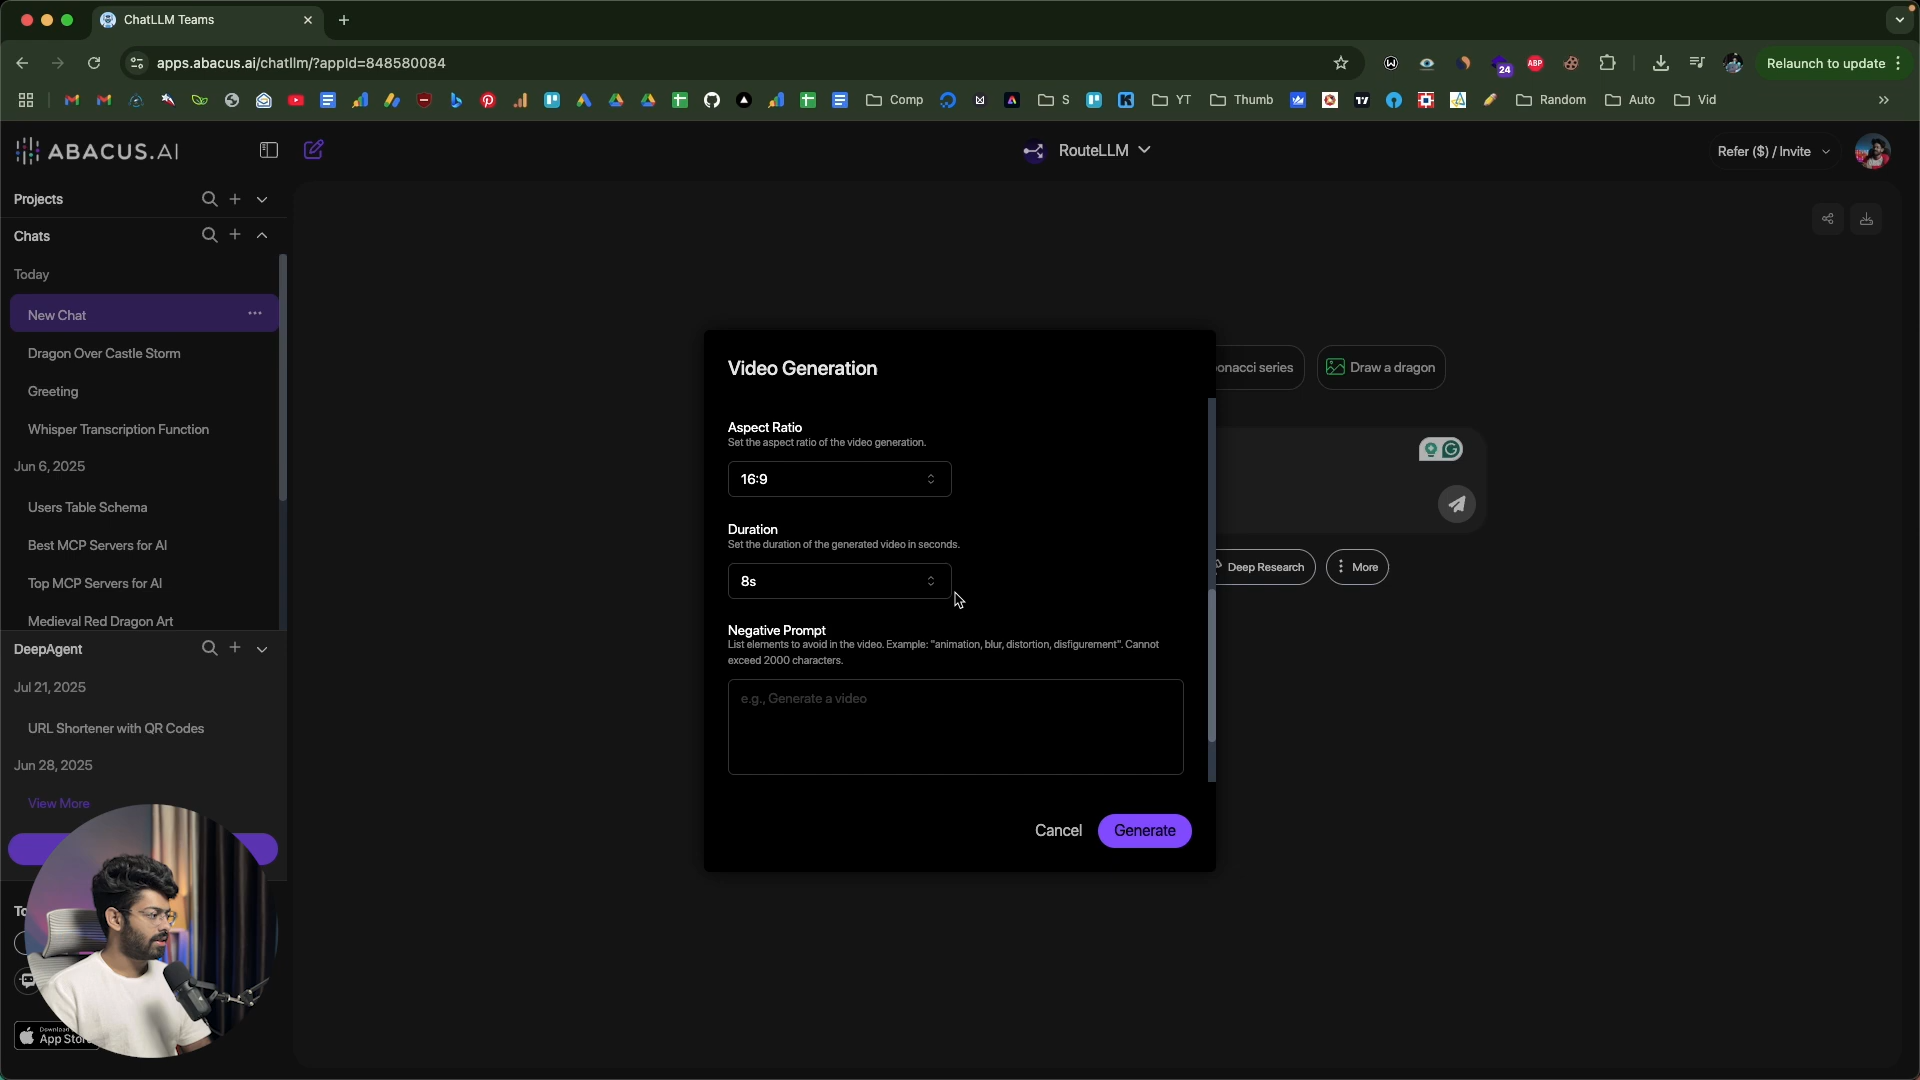 ChatLLM Teams
apps.abacus.ai/chatllm/?appId=848580084
24
ABP
Relaunch to update
Comp
S
YT
Thumb
Random
Auto
Vid
ABACUS.AI
RouteLLM
Refer ($) / Invite
Projects
Chats
Today
New Chat
Dragon Over Castle Storm
Greeting
Whisper Transcription Function
Jun 6, 2025
Users Table Schema
Best MCP Servers for AI
Top MCP Servers for AI
Medieval Red Dragon Art
DeepAgent
Jul 21, 2025
URL Shortener with QR Codes
Jun 28, 2025
View More
To
Download
App Store
onacci series
Draw a dragon
Deep Research
More
Video Generation
Aspect Ratio
Set the aspect ratio of the video generation.
16:9
Duration
Set the duration of the generated video in seconds.
8s
Negative Prompt
List elements to avoid in the video. Example: "animation, blur, distortion, disfigurement". Cannot
exceed 2000 characters.
e.g., Generate a video
Cancel
Generate